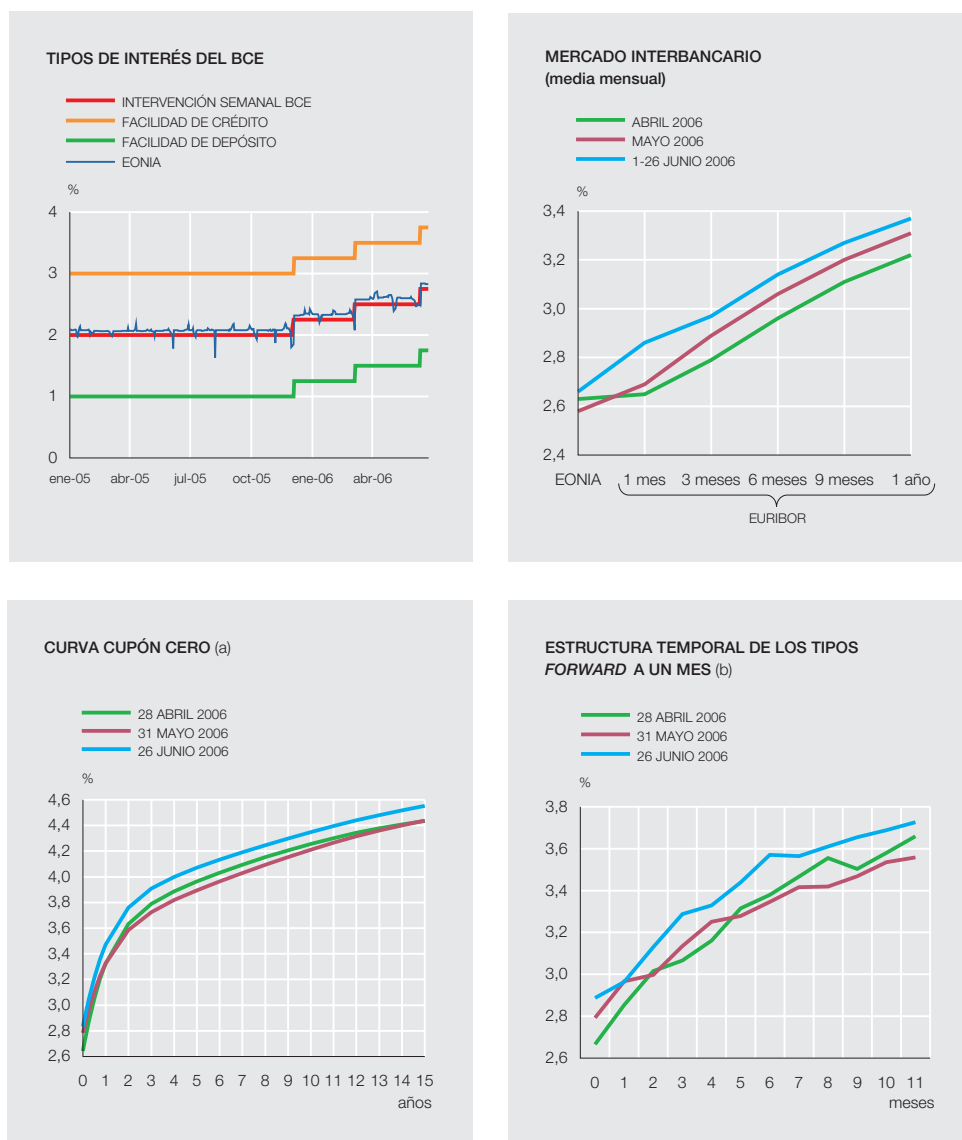 TIPOS DE INTERÉS DEL BCE
INTERVENCIÓN SEMANAL BCE
FACILIDAD DE CRÉDITO
FACILIDAD DE DEPÓSITO
EONIA
%
4
3
2
1
0
ene-05 abr-05 jul-05 oct-05 ene-06 abr-06
MERCADO INTERBANCARIO
(media mensual)
ABRIL 2006
MAYO 2006
1-26 JUNIO 2006
%
3,4
3,2
3,0
2,8
2,6
2,4
EONIA 1 mes 3 meses 6 meses 9 meses 1 año
EURIBOR
CURVA CUPÓN CERO (a)
28 ABRIL 2006
31 MAYO 2006
26 JUNIO 2006
%
4,6
4,4
4,2
4,0
3,8
3,6
3,4
3,2
3,0
2,8
2,6
0 1 2 3 4 5 6 7 8 9 10 11 12 13 14 15
años
ESTRUCTURA TEMPORAL DE LOS TIPOS
FORWARD A UN MES (b)
28 ABRIL 2006
31 MAYO 2006
26 JUNIO 2006
%
3,8
3,6
3,4
3,2
3,0
2,8
2,6
0 1 2 3 4 5 6 7 8 9 10 11
meses